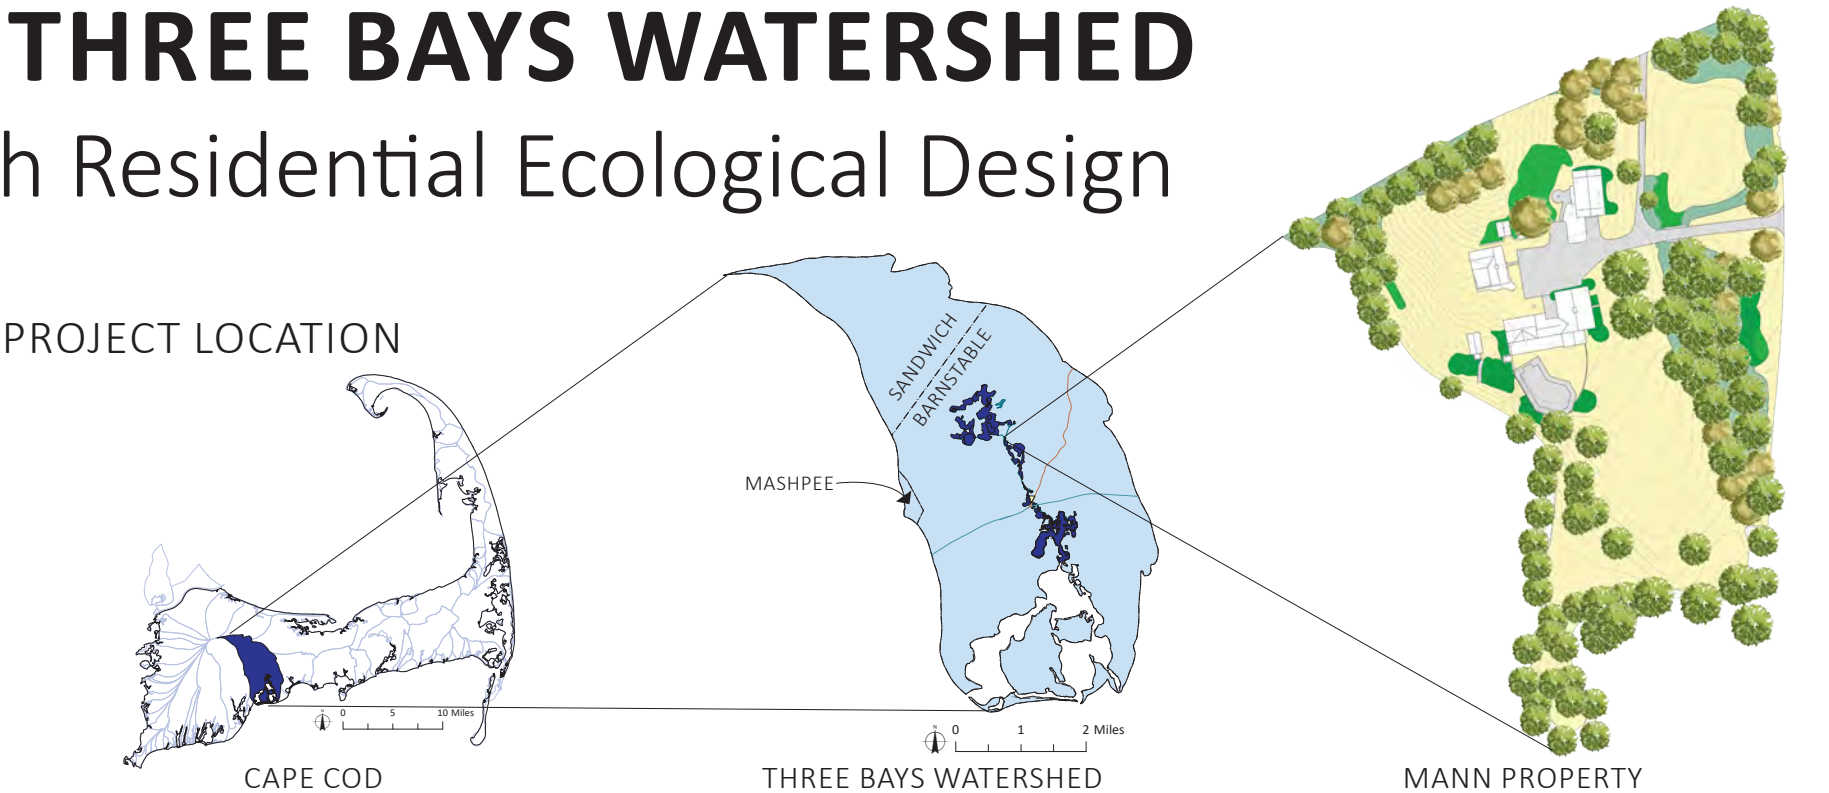 THREE BAYS WATERSHED
h Residential Ecological Design
PROJECT LOCATION
SANDWICH
BARNSTABLE
MASHPEE
N
0 5 10 Miles
CAPE COD
N
0 1 2 Miles
THREE BAYS WATERSHED
MANN PROPERTY